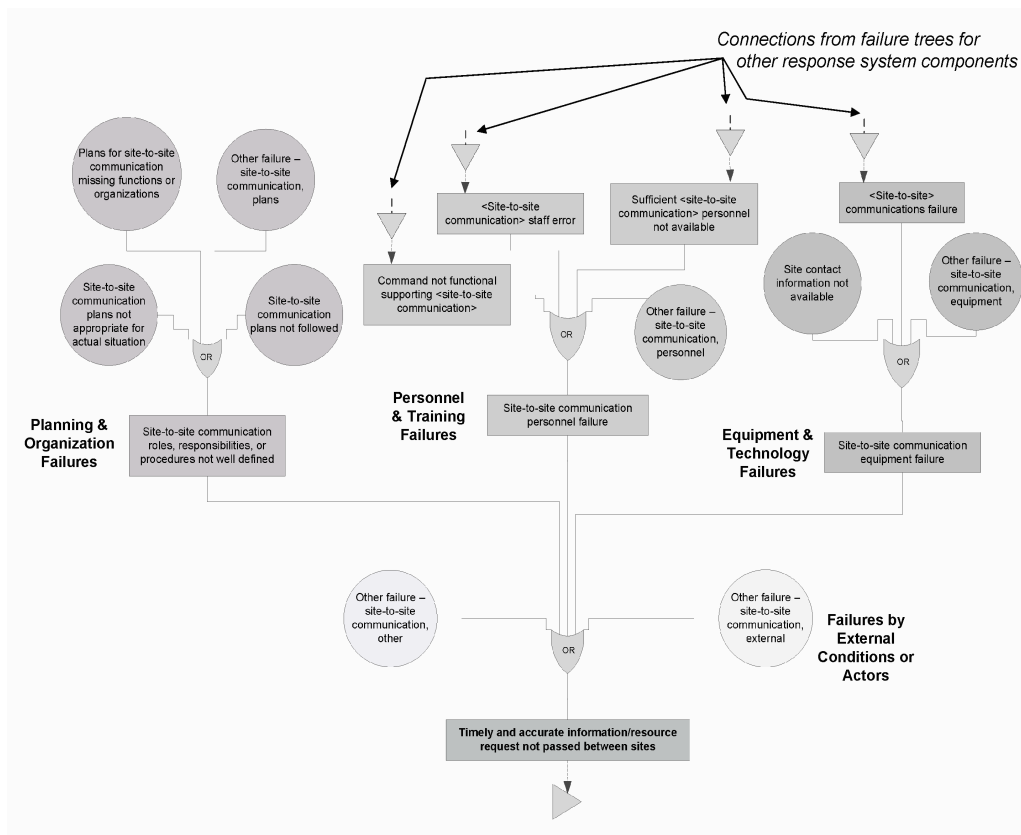 Connections from failure trees for
other response system components
Plans for site-to-site
communication
missing functions or
organizations
Other failure –
site-to-site
communication,
plans
<Site-to-site
communication> staff error
Sufficient <site-to-site
communication> personnel
not available
<Site-to-site>
communications failure
Site-to-site
communication
plans not
appropriate for
actual situation
Site-to-site
communication
plans not followed
Command not functional
supporting <site-to-site
communication>
Other failure –
site-to-site
communication,
personnel
Site contact
information not
available
Other failure –
site-to-site
communication,
equipment
OR
OR
OR
Planning &
Organization
Failures
Site-to-site communication
roles, responsibilities, or
procedures not well defined
Personnel
& Training
Failures
Site-to-site communication
personnel failure
Equipment &
Technology
Failures
Site-to-site communication
equipment failure
Other failure –
site-to-site
communication,
other
OR
Other failure –
site-to-site
communication,
external
Failures by
External
Conditions or
Actors
Timely and accurate information/resource
request not passed between sites